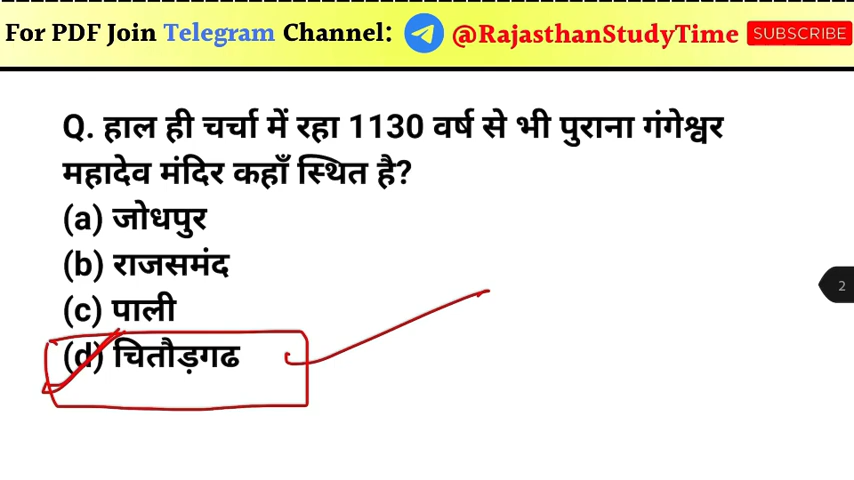 For PDF Join Telegram Channel: @RajasthanStudyTime SUBSCRIBE
Q. हाल ही चर्चा में रहा 1130 वर्ष से भी पुराना गंगेश्वर
महादेव मंदिर कहाँ स्थित है?
(a) जोधपुर
(b) राजसमंद
(c) पाली
(d) चितौड़गढ
2